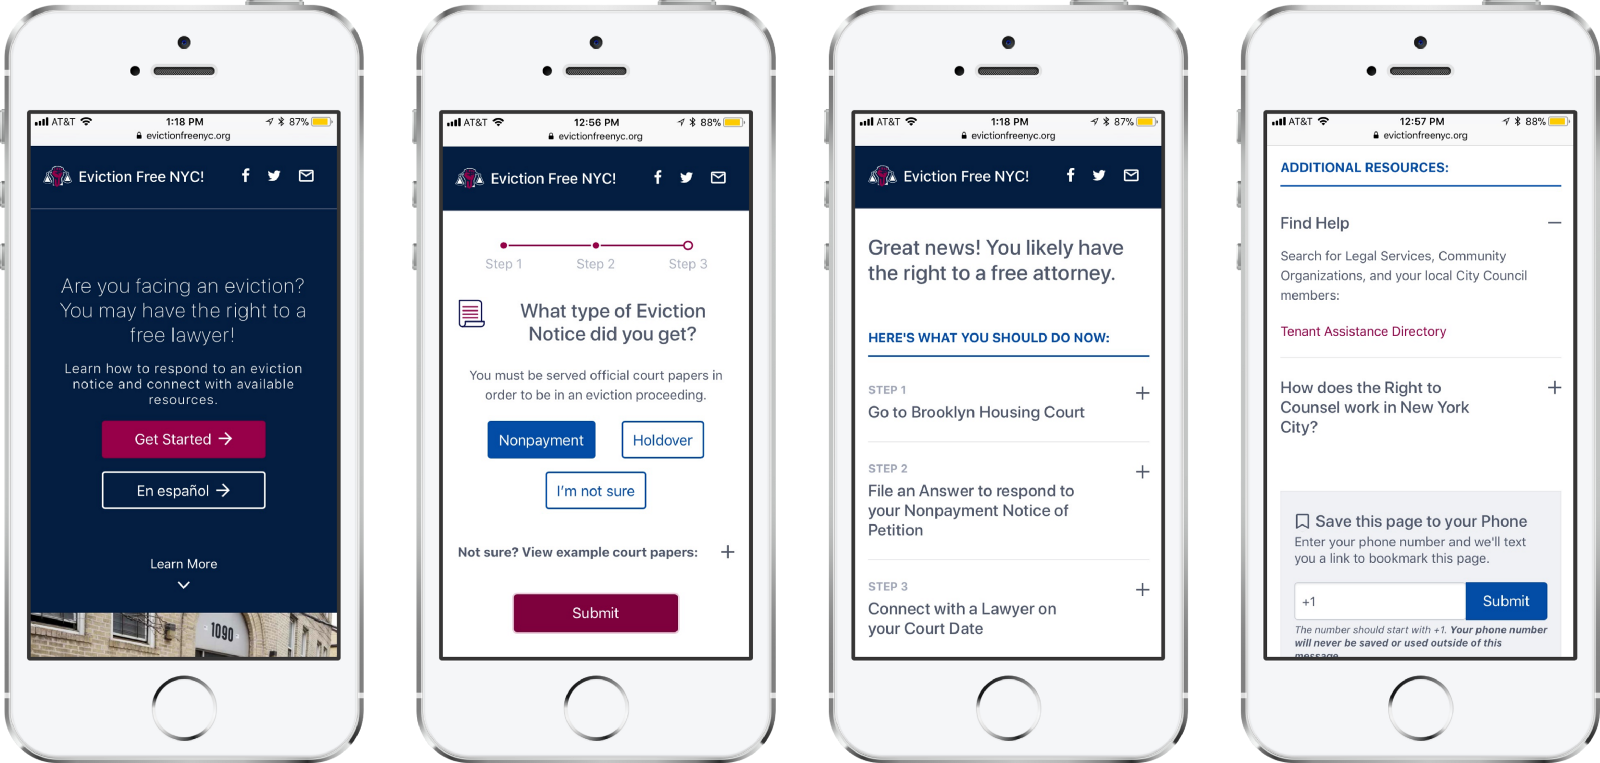 AT&T 1:18 PM 87%
evictionfreenyc.org
Eviction Free NYC!
Are you facing an eviction?
You may have the right to a
free lawyer!
Learn how to respond to an eviction
notice and connect with available
resources.
Get Started →
En español →
Learn More
1090
AT&T 12:56 PM 88%
evictionfreenyc.org
Eviction Free NYC!
Step 1 Step 2 Step 3
What type of Eviction
Notice did you get?
You must be served official court papers in
order to be in an eviction proceeding.
Nonpayment Holdover
I'm not sure
Not sure? View example court papers: +
Submit
AT&T 1:18 PM 87%
evictionfreenyc.org
Eviction Free NYC!
Great news! You likely have
the right to a free attorney.
HERE'S WHAT YOU SHOULD DO NOW:
STEP 1
Go to Brooklyn Housing Court
STEP 2
File an Answer to respond to
your Nonpayment Notice of
Petition
STEP 3
Connect with a Lawyer on
your Court Date
AT&T 12:57 PM 88%
evictionfreenyc.org
ADDITIONAL RESOURCES:
Find Help
Search for Legal Services, Community
Organizations, and your local City Council
members:
Tenant Assistance Directory
How does the Right to
Counsel work in New York
City?
Save this page to your Phone
Enter your phone number and we'll text
you a link to bookmark this page.
+1 Submit
The number should start with +1. Your phone number
will never be saved or used outside of this
message